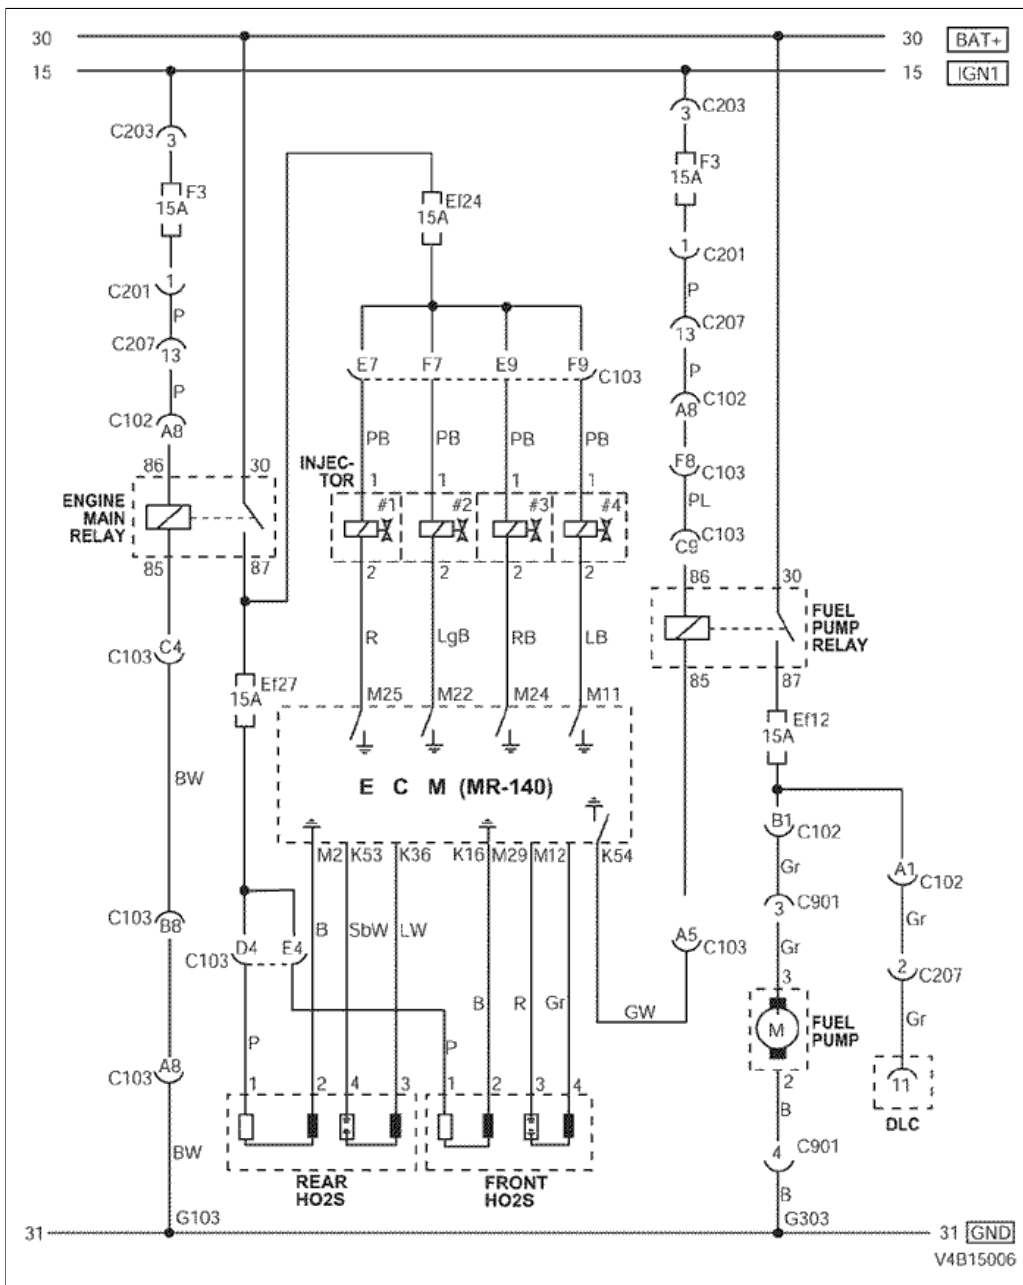 30
30 BAT+
15
15 IGN1
C203
3
C203
3
F3
15A
F3
15A
Ef24
15A
1
C201
1
C201
P
P
C207
13
C207
13
P
P
E7 F7 E9 F9 C103
C102
A8
C102
A8
PB PB PB PB
F8
C103
86 30
INJEC-
TOR
1 1 1 1
PL
ENGINE
MAIN
RELAY
#1 #2 #3 #4
C103
C9
85 87
2 2 2 2
86 30
FUEL
PUMP
RELAY
C4
C103
R LgB RB LB
85 87
Ef27
15A
M25 M22 M24 M11
Ef12
15A
BW
E C M (MR-140)
B1
C102
M2 K53 K36 K16 M29 M12 K54
A1
C102
Gr
3
C901
C103
B8
D4 E4
C103
B SbW LW
A5
C103
Gr
Gr
2
C207
3
P P B R Gr
GW
Gr
M
FUEL
PUMP
A8
C103
1 2 4 3 1 2 3 4
2
11
DLC
B
BW
4
C901
REAR
HO2S
FRONT
HO2S
B
G103
G303
31
31 GND
V4B15006